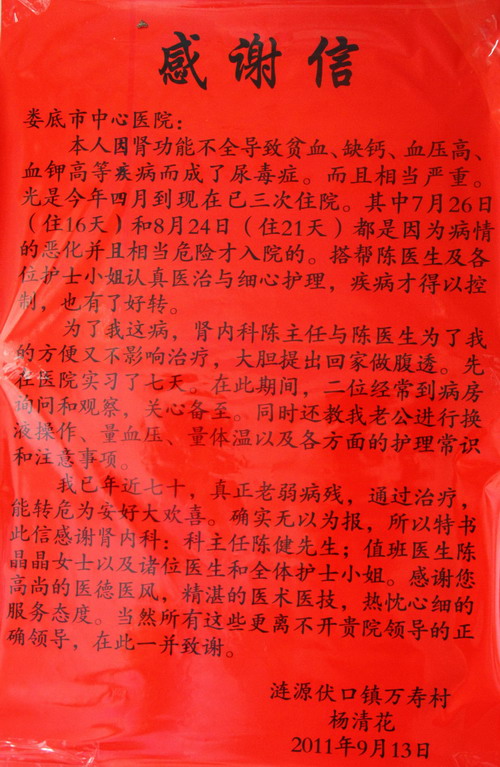 感谢信
娄底市中心医院：
本人因肾功能不全导致贫血、缺钙、血压高、
血钾高等疾病而成了尿毒症。而且相当严重。
光是今年四月到现在已三次住院。其中7月26日
（住16天）和8月24日（住21天）都是因为病情
的恶化并且相当危险才入院的。搭帮陈医生及各
位护士小姐认真医治与细心护理，疾病才得以控
制，也有了好转。
为了我这病，肾内科陈主任与陈医生为了我
的方便又不影响治疗，大胆提出回家做腹透。先
在医院实习了七天。在此期间，二位经常到病房
询问和观察，关心备至。同时还教我老公进行换
液操作、量血压、量体温以及各方面的护理常识
和注意事项。
我已年近七十，真正老弱病残，通过治疗，
能转危为安好大欢喜。确实无以为报，所以特书
此信感谢肾内科：科主任陈健先生；值班医生陈
晶晶女士以及诸位医生和全体护士小姐。感谢您
高尚的医德医风，精湛的医术医技，热忱心细的
服务态度。当然所有这些更离不开贵院领导的正
确领导，在此一并致谢。
涟源伏口镇万寿村
杨清花
2011年9月13日